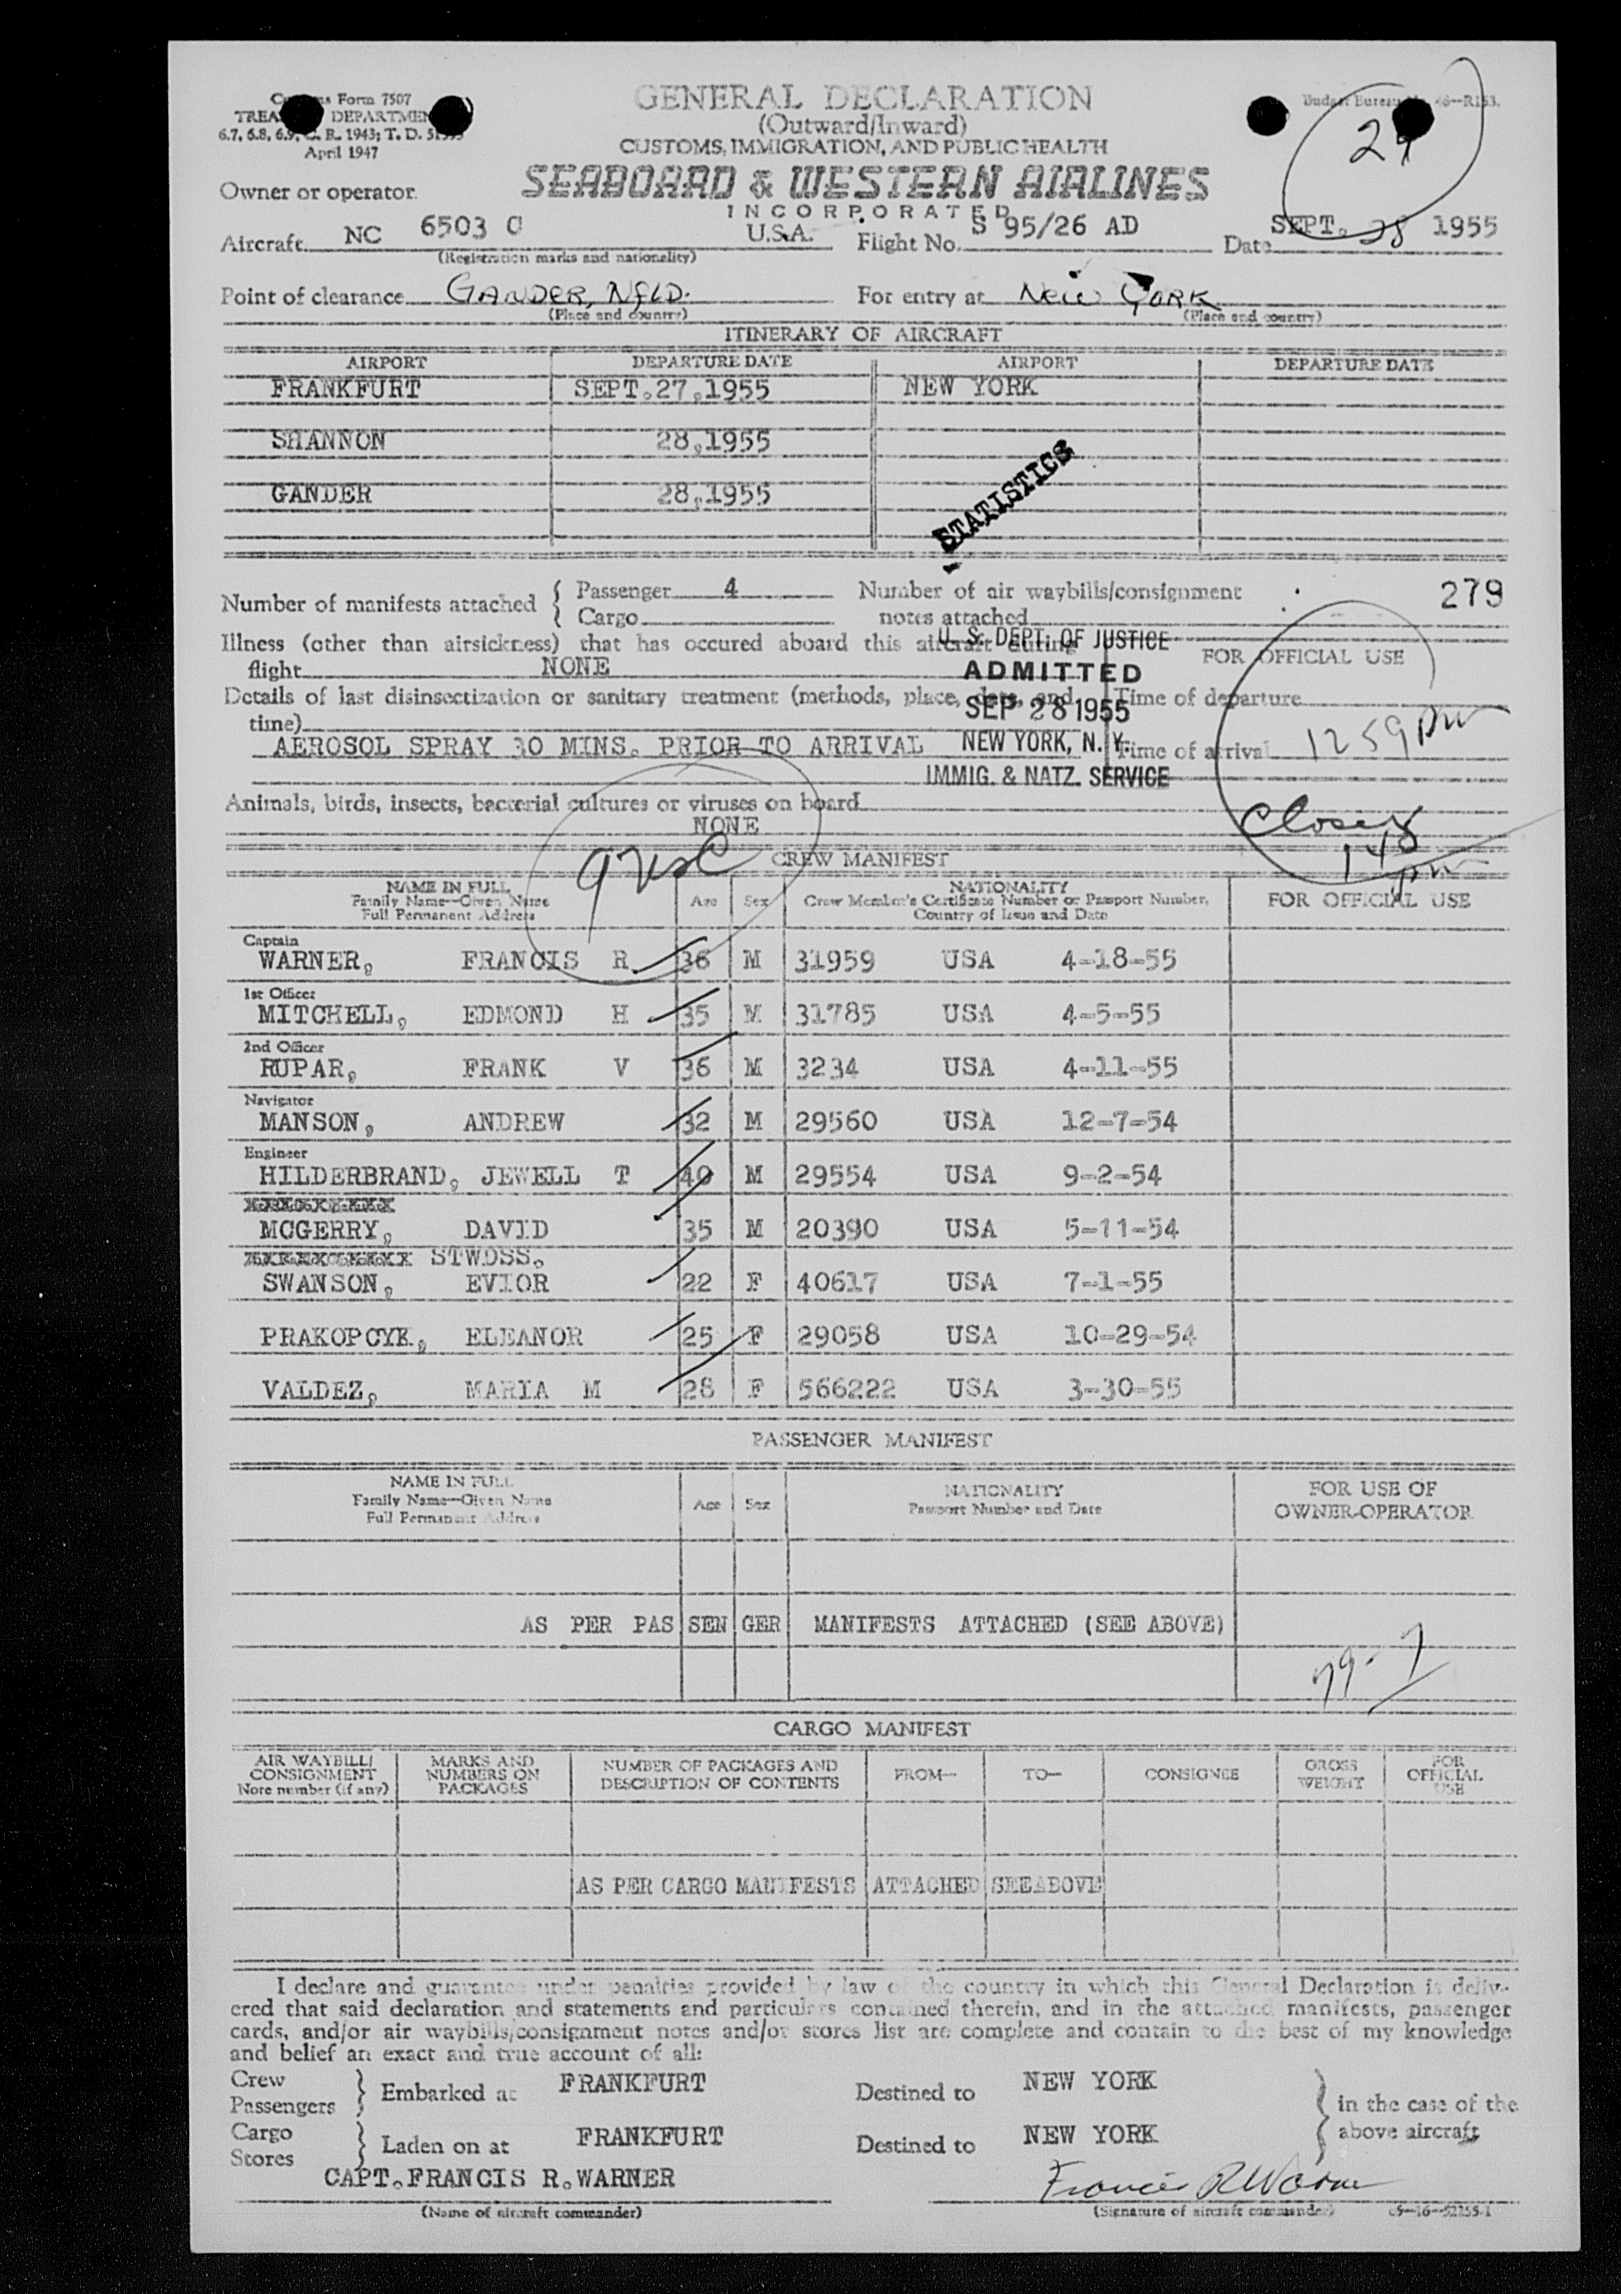 Form 7507
TREA DEPARTMEN
6.7, 6.8, 6.9, C. R. 1943; T. D.
April 1947
GENERAL DECLARATION
(Outward/Inward)
CUSTOMS, IMMIGRATION, AND PUBLIC HEALTH
Budget Bureau
29
Owner or operator
SEABOARD & WESTERN AIRLINES
INCORPORATED
Aircraft NC 6503 C U.S.A. Flight No. S 95/26 AD Date SEPT. 28 1955
(Registration marks and nationality)
Point of clearance GANDER, NFLD. For entry at NEW YORK
(Place and country) (Place and country)
ITINERARY OF AIRCRAFT
AIRPORT DEPARTURE DATE AIRPORT DEPARTURE DATE
FRANKFURT SEPT.27,1955 NEW YORK
SHANNON 28,1955
GANDER 28,1955
STATISTICS
Number of manifests attached { Passenger 4 Number of air waybills/consignment 279
Cargo notes attached
Illness (other than airsickness) that has occured aboard this aircraft during
flight NONE
FOR OFFICIAL USE
U. S. DEPT. OF JUSTICE
ADMITTED
SEP 28 1955
NEW YORK, N. Y.
IMMIG. & NATZ. SERVICE
Details of last disinsectization or sanitary treatment (methods, place, date, and
time)
AEROSOL SPRAY 30 MINS. PRIOR TO ARRIVAL
Time of departure
Time of arrival 1259 pm
Animals, birds, insects, bacterial cultures or viruses on board
NONE
148
pm
CREW MANIFEST
NAME IN FULL
Family Name—Given Name
Full Permanent Address
Age Sex
NATIONALITY
Crew Member's Certificate Number or Passport Number,
Country of Issue and Date
FOR OFFICIAL USE
Captain
WARNER, FRANCIS R 36 M 31959 USA 4-18-55
1st Officer
MITCHELL, EDMOND H 35 M 31785 USA 4-5-55
2nd Officer
RUPAR, FRANK V 36 M 3234 USA 4-11-55
Navigator
MANSON, ANDREW 32 M 29560 USA 12-7-54
Engineer
HILDERBRAND, JEWELL T 40 M 29554 USA 9-2-54
MCGERRY, DAVID 35 M 20390 USA 5-11-54
STWDSS.
SWANSON, EVIOR 22 F 40617 USA 7-1-55
PRAKOPCYK, ELEANOR 25 F 29058 USA 10-29-54
VALDEZ, MARIA M 28 F 566222 USA 3-30-55
PASSENGER MANIFEST
NAME IN FULL
Family Name—Given Name
Full Permanent Address
Age Sex
NATIONALITY
Passport Number and Date
FOR USE OF
OWNER-OPERATOR
AS PER PASSENGER MANIFESTS ATTACHED (SEE ABOVE)
79-7
CARGO MANIFEST
AIR WAYBILL/
CONSIGNMENT
Note number (if any)
MARKS AND
NUMBERS ON
PACKAGES
NUMBER OF PACKAGES AND
DESCRIPTION OF CONTENTS
FROM—
TO—
CONSIGNEE
GROSS
WEIGHT
FOR
OFFICIAL
USE
AS PER CARGO MANIFESTS ATTACHED SEEABOVE
I declare and guarantee under penalties provided by law of the country in which this General Declaration is deliv-
ered that said declaration and statements and particulars contained therein, and in the attached manifests, passenger
cards, and/or air waybills/consignment notes and/or stores list are complete and contain to the best of my knowledge
and belief an exact and true account of all:
Crew
Passengers } Embarked at FRANKFURT Destined to NEW YORK
Cargo
Stores } Laden on at FRANKFURT Destined to NEW YORK
} in the case of the
above aircraft
CAPT.FRANCIS R.WARNER
Francis R Warner
(Name of aircraft commander) (Signature of aircraft commander)